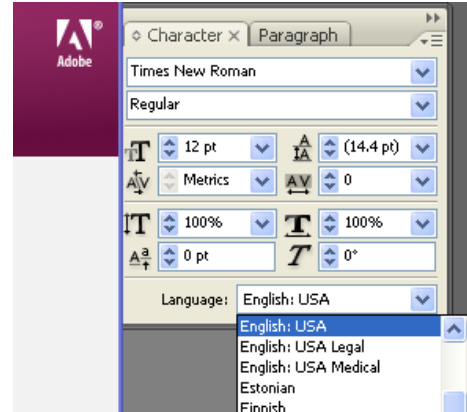 Adobe
Character × Paragraph
Times New Roman
Regular
12 pt (14.4 pt)
Metrics 0
100% 100%
0 pt 0°
Language: English: USA
English: USA
English: USA Legal
English: USA Medical
Estonian
Finnish